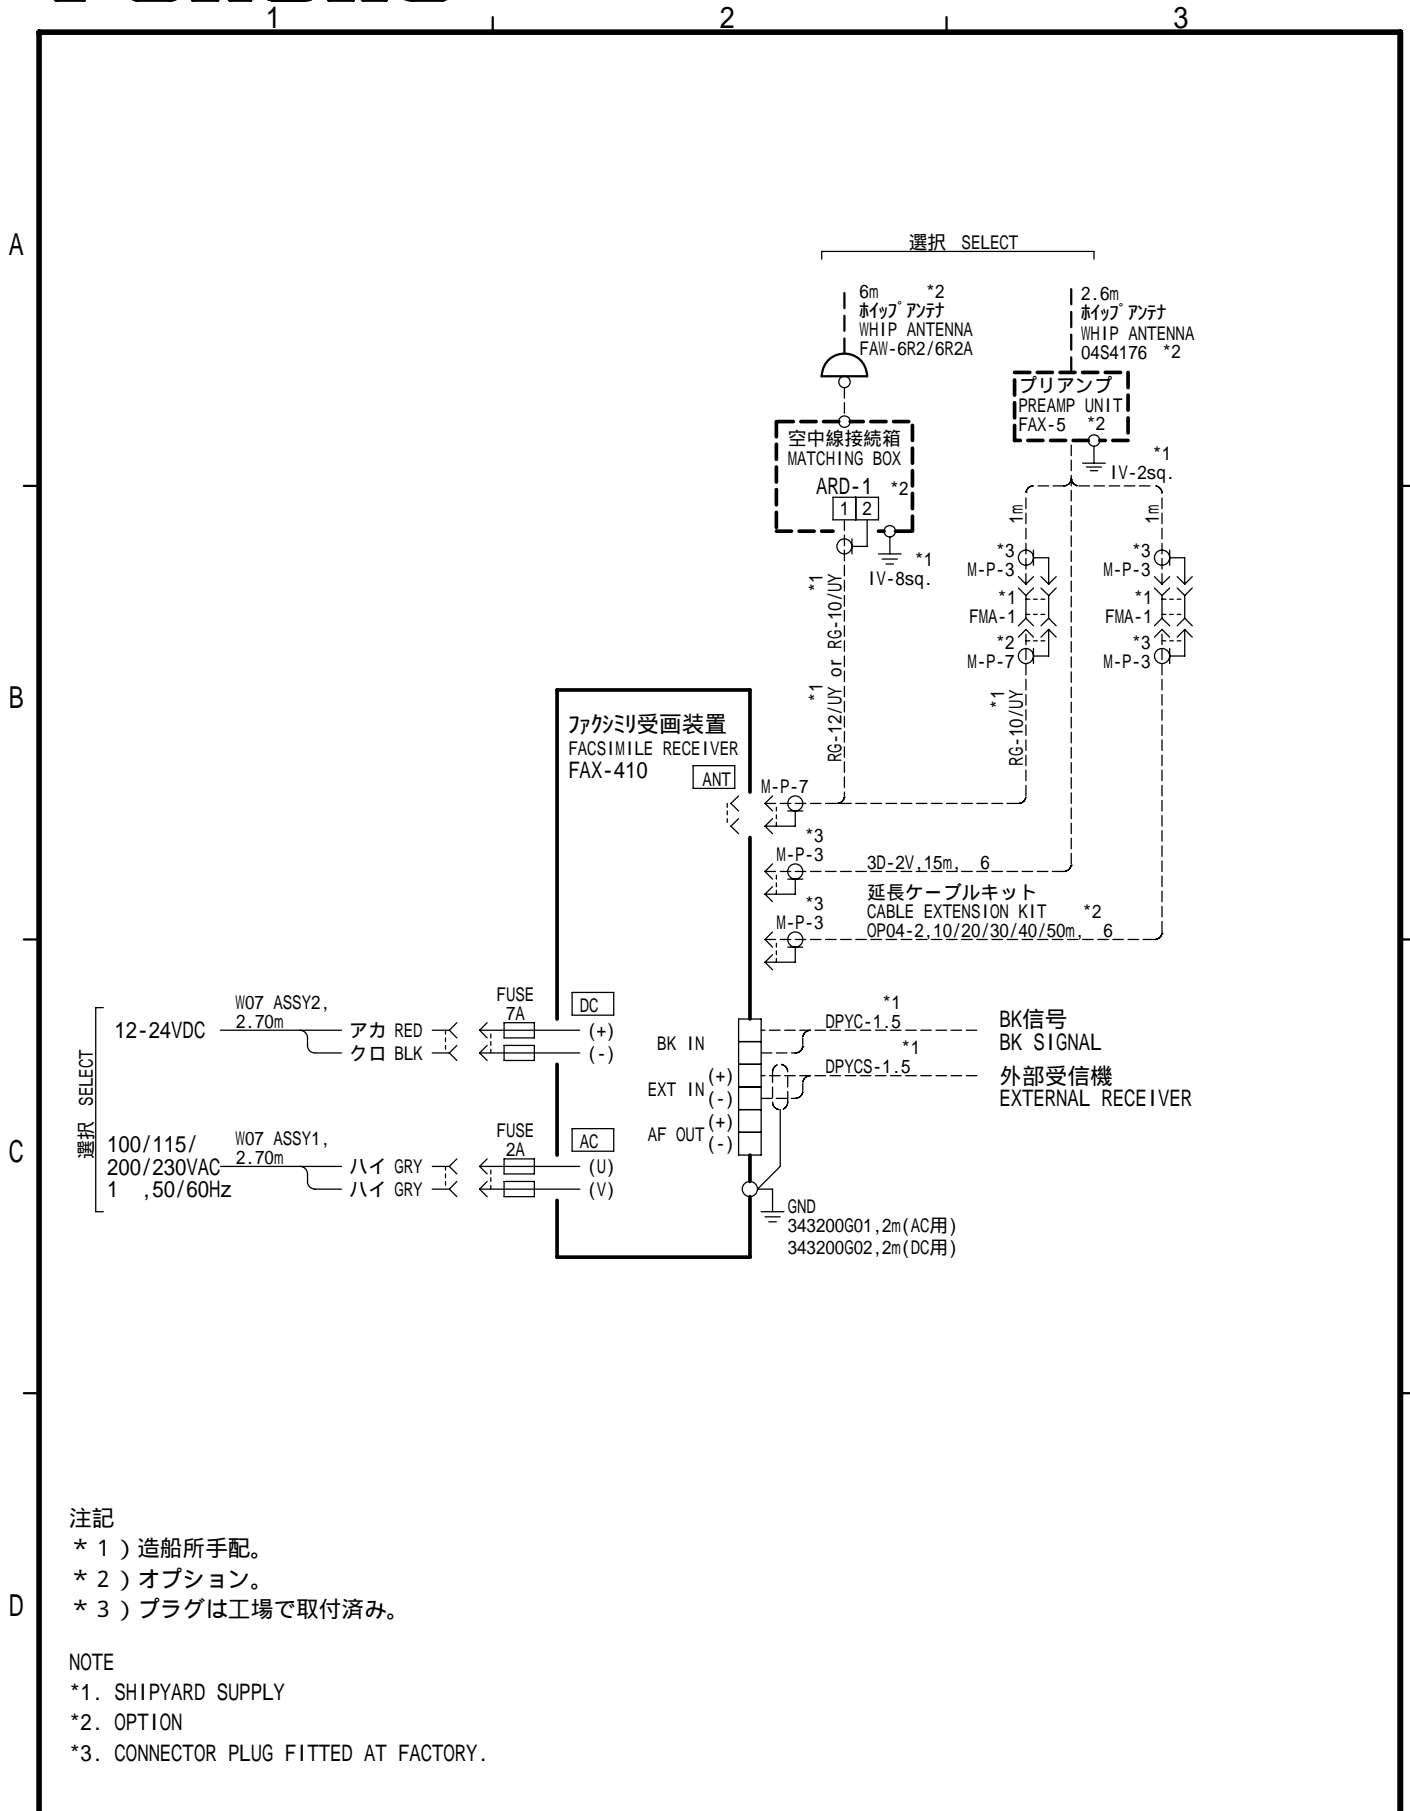 1
2
3
A
B
C
D
選択 SELECT
6m *2
ホイップアンテナ
WHIP ANTENNA
FAW-6R2/6R2A
2.6m
ホイップアンテナ
WHIP ANTENNA
04S4176 *2
プリアンプ
PREAMP UNIT
FAX-5 *2
*1
IV-2sq.
空中線接続箱
MATCHING BOX
ARD-1 *2
1 2
*1
IV-8sq.
*1
RG-12/UY or RG-10/UY
*1
1m
*3
M-P-3
*1
FMA-1
*2
M-P-7
*1
RG-10/UY
1m
*3
M-P-3
*1
FMA-1
*3
M-P-3
ファクシミリ受画装置
FACSIMILE RECEIVER
FAX-410
ANT
M-P-7
*3
M-P-3
3D-2V,15m, 6
*3
M-P-3
延長ケーブルキット
CABLE EXTENSION KIT *2
OP04-2,10/20/30/40/50m, 6
選択 SELECT
12-24VDC
W07 ASSY2,
2.70m
アカ RED
クロ BLK
FUSE
7A
DC
(+)
(-)
100/115/
200/230VAC
1 ,50/60Hz
W07 ASSY1,
2.70m
ハイ GRY
ハイ GRY
FUSE
2A
AC
(U)
(V)
BK IN
EXT IN (+)
(-)
AF OUT (+)
(-)
*1
DPYC-1.5
BK信号
BK SIGNAL
*1
DPYCS-1.5
外部受信機
EXTERNAL RECEIVER
GND
343200G01,2m(AC用)
343200G02,2m(DC用)
注記
*1)造船所手配。
*2)オプション。
*3)プラグは工場で取付済み。
NOTE
*1. SHIPYARD SUPPLY
*2. OPTION
*3. CONNECTOR PLUG FITTED AT FACTORY.